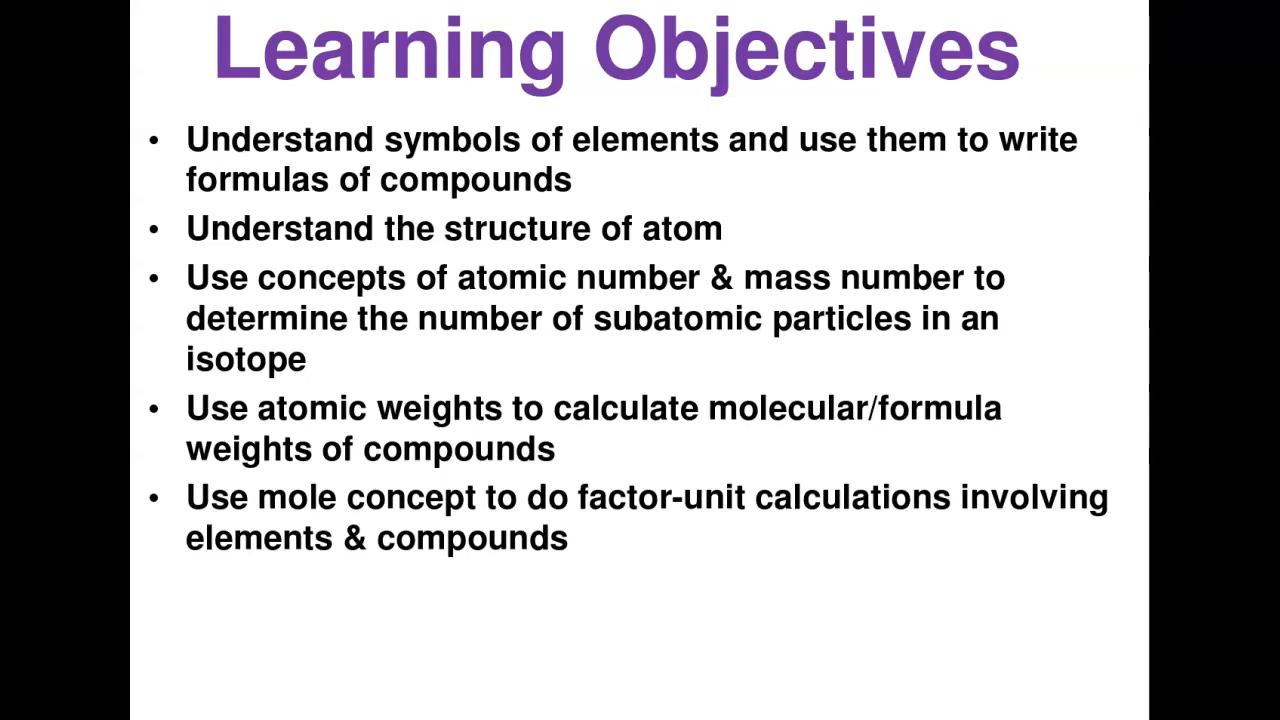 Learning Objectives
• Understand symbols of elements and use them to write
formulas of compounds
• Understand the structure of atom
• Use concepts of atomic number & mass number to
determine the number of subatomic particles in an
isotope
• Use atomic weights to calculate molecular/formula
weights of compounds
• Use mole concept to do factor-unit calculations involving
elements & compounds